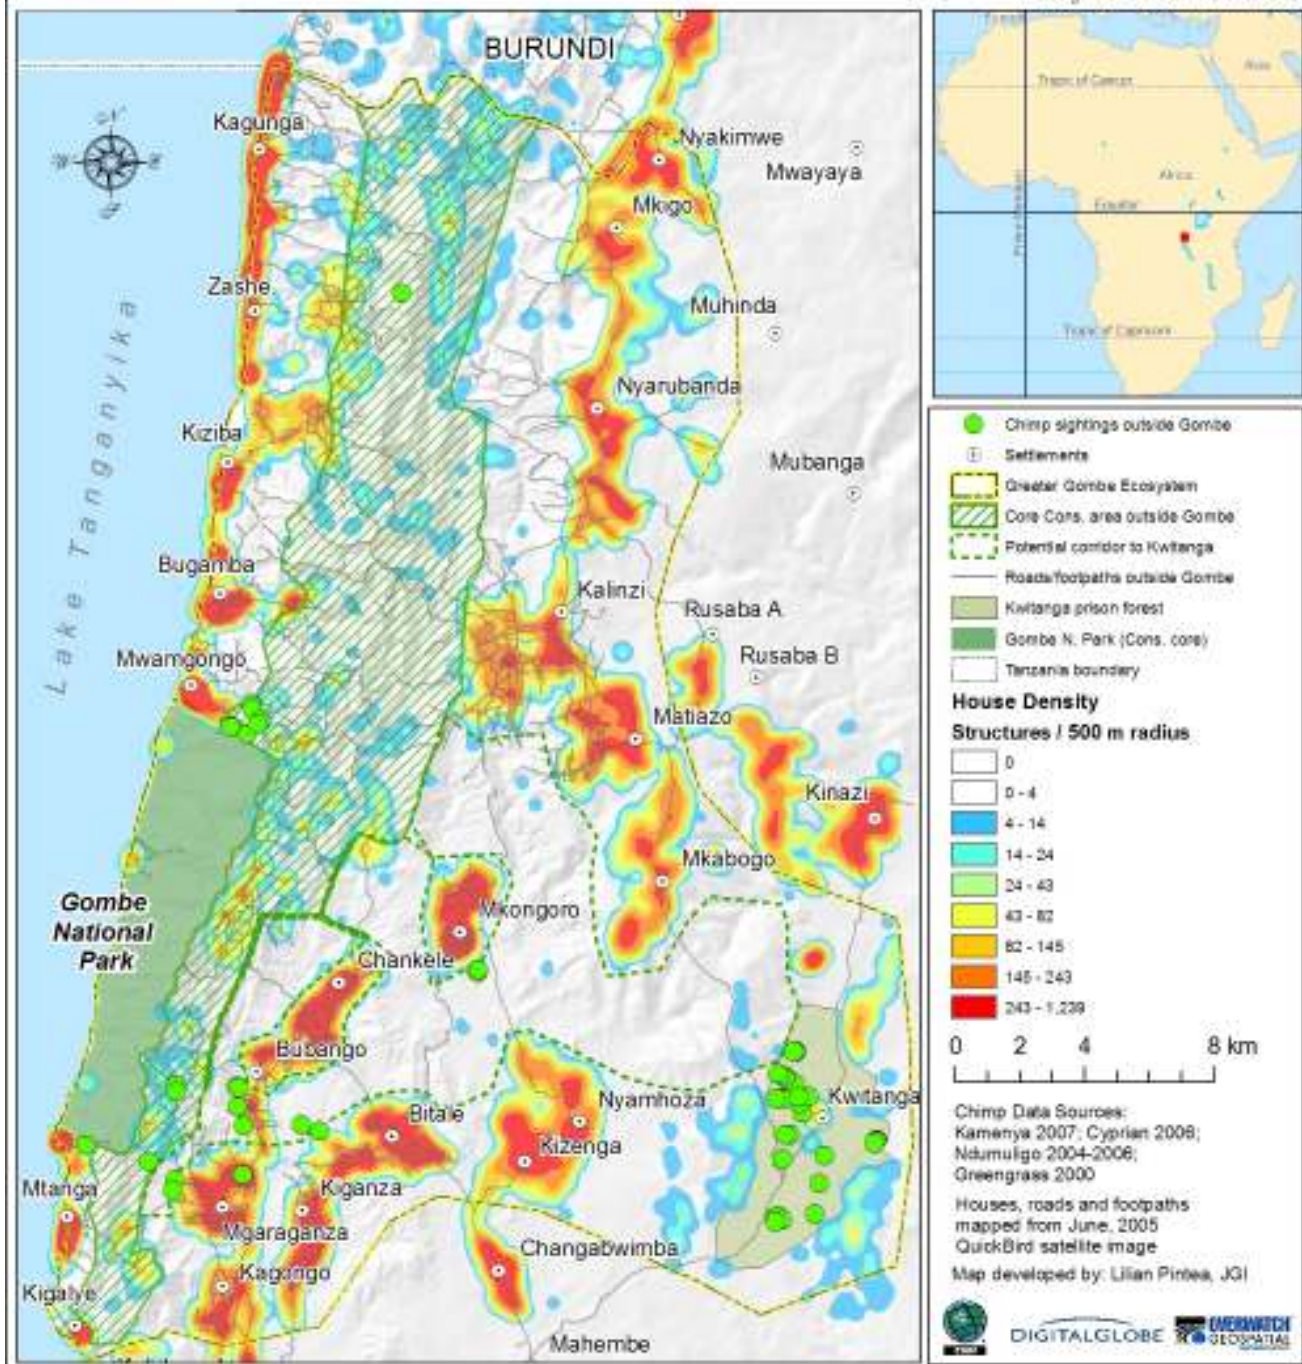 BURUNDI
Kagunga
Nyakimwe
Mwayaya
Mkigo
Zashe
Muhinda
Lake Tanganyika
Nyarubanda
Kiziba
Mubanga
Bugamba
Kalinzi
Rusaba A
Mwamgongo
Rusaba B
Matiazo
Kinazi
Mkabogo
Gombe
National
Park
Mkongoro
Chankele
Bubango
Nyamhoza
Kwitanga
Bitale
Kizenga
Mtanga
Kiganza
Mgaraganza
Changabwimba
Kagongo
Kigalye
Mahembe
Tropic of Cancer
Asia
Africa
Equator
Prime Meridian
Tropic of Capricorn
Chimp sightings outside Gombe
Settlements
Greater Gombe Ecosystem
Core Cons. area outside Gombe
Potential corridor to Kwitanga
Roads/footpaths outside Gombe
Kwitanga prison forest
Gombe N. Park (Cons. core)
Tanzania boundary
House Density
Structures / 500 m radius
0
0 - 4
4 - 14
14 - 24
24 - 43
43 - 82
82 - 145
145 - 243
243 - 1,239
0 2 4 8 km
Chimp Data Sources:
Kamenya 2007; Cyprian 2006;
Ndumuligo 2004-2006;
Greengrass 2000
Houses, roads and footpaths
mapped from June, 2005
QuickBird satellite image
Map developed by: Lilian Pintea, JGI
DIGITALGLOBE
OVERWATCH
GEOSPATIAL